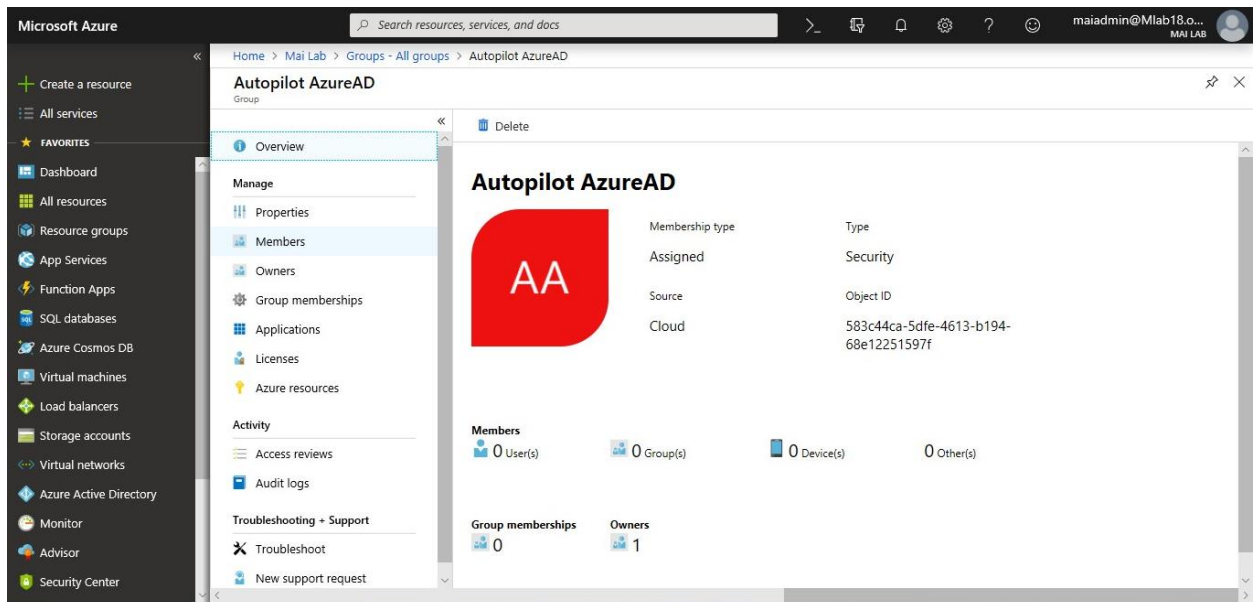 Microsoft Azure
Search resources, services, and docs
maiadmin@Mlab18.o...
MAI LAB
Create a resource
All services
FAVORITES
Dashboard
All resources
Resource groups
App Services
Function Apps
SQL databases
Azure Cosmos DB
Virtual machines
Load balancers
Storage accounts
Virtual networks
Azure Active Directory
Monitor
Advisor
Security Center
Home > Mai Lab > Groups - All groups > Autopilot AzureAD
Autopilot AzureAD
Group
Overview
Manage
Properties
Members
Owners
Group memberships
Applications
Licenses
Azure resources
Activity
Access reviews
Audit logs
Troubleshooting + Support
Troubleshoot
New support request
Delete
Autopilot AzureAD
AA
Membership type
Assigned
Type
Security
Source
Cloud
Object ID
583c44ca-5dfe-4613-b194-
68e12251597f
Members
0 User(s)
0 Group(s)
0 Device(s)
0 Other(s)
Group memberships
0
Owners
1